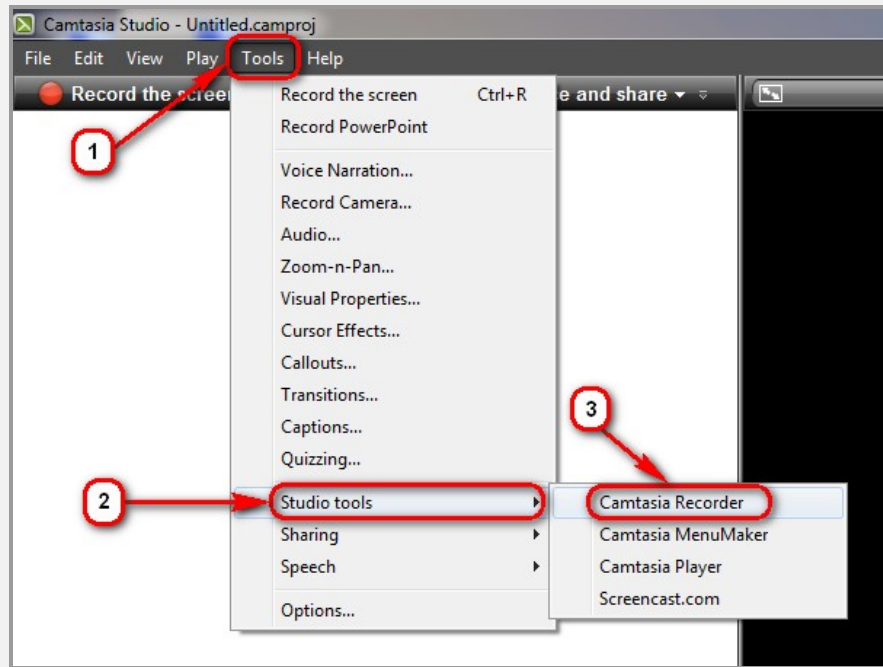 Camtasia Studio - Untitled.camproj
File Edit View Play Tools Help
Record the scree e and share
1
Record the screen Ctrl+R
Record PowerPoint
Voice Narration...
Record Camera...
Audio...
Zoom-n-Pan...
Visual Properties...
Cursor Effects...
Callouts...
Transitions...
Captions...
3
Quizzing...
2
Studio tools
Camtasia Recorder
Sharing
Camtasia MenuMaker
Speech
Camtasia Player
Screencast.com
Options...